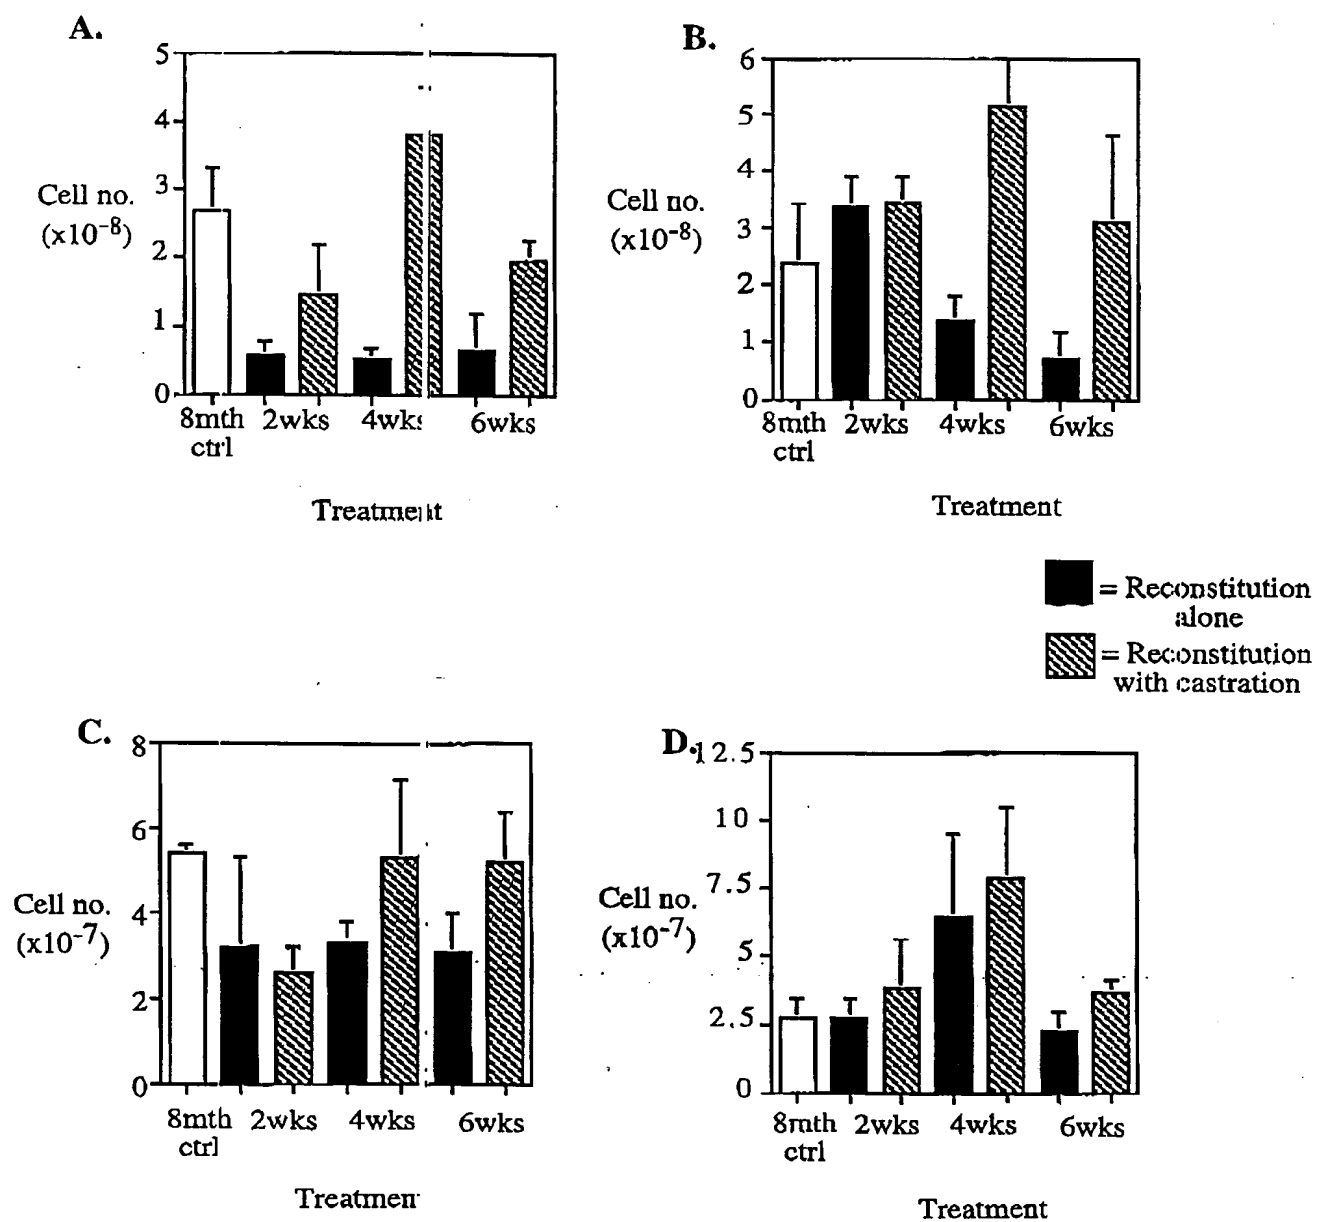 A.
5
4
3
2
1
0
Cell no.
(x10-8)
8mth 2wks 4wks 6wks
ctrl
Treatment
B.
6
5
4
3
2
1
0
Cell no.
(x10-8)
8mth 2wks 4wks 6wks
ctrl
Treatment
= Reconstitution
alone
= Reconstitution
with castration
C.
8
6
4
2
0
Cell no.
(x10-7)
8mth 2wks 4wks 6wks
ctrl
Treatmen
D.
12.5
10
7.5
5
2.5
0
Cell no.
(x10-7)
8mth 2wks 4wks 6wks
ctrl
Treatment